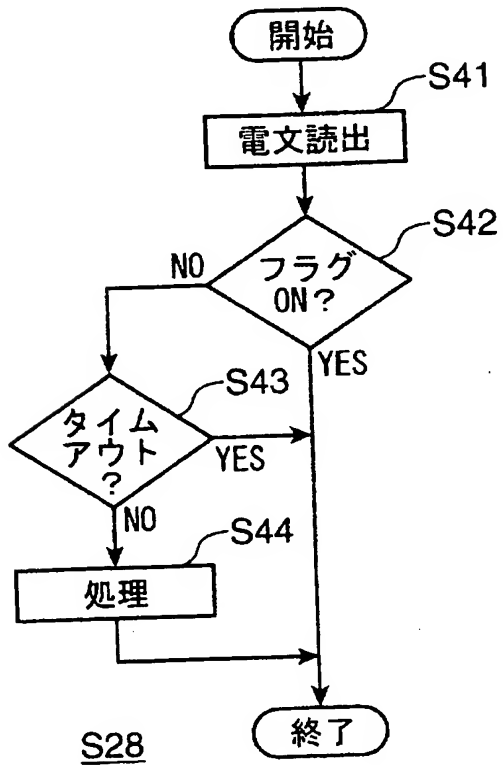 開始
S41
電文読出
S42
フラグ
ON?
NO
YES
S43
タイム
アウト
?
YES
NO
S44
処理
終了
S28